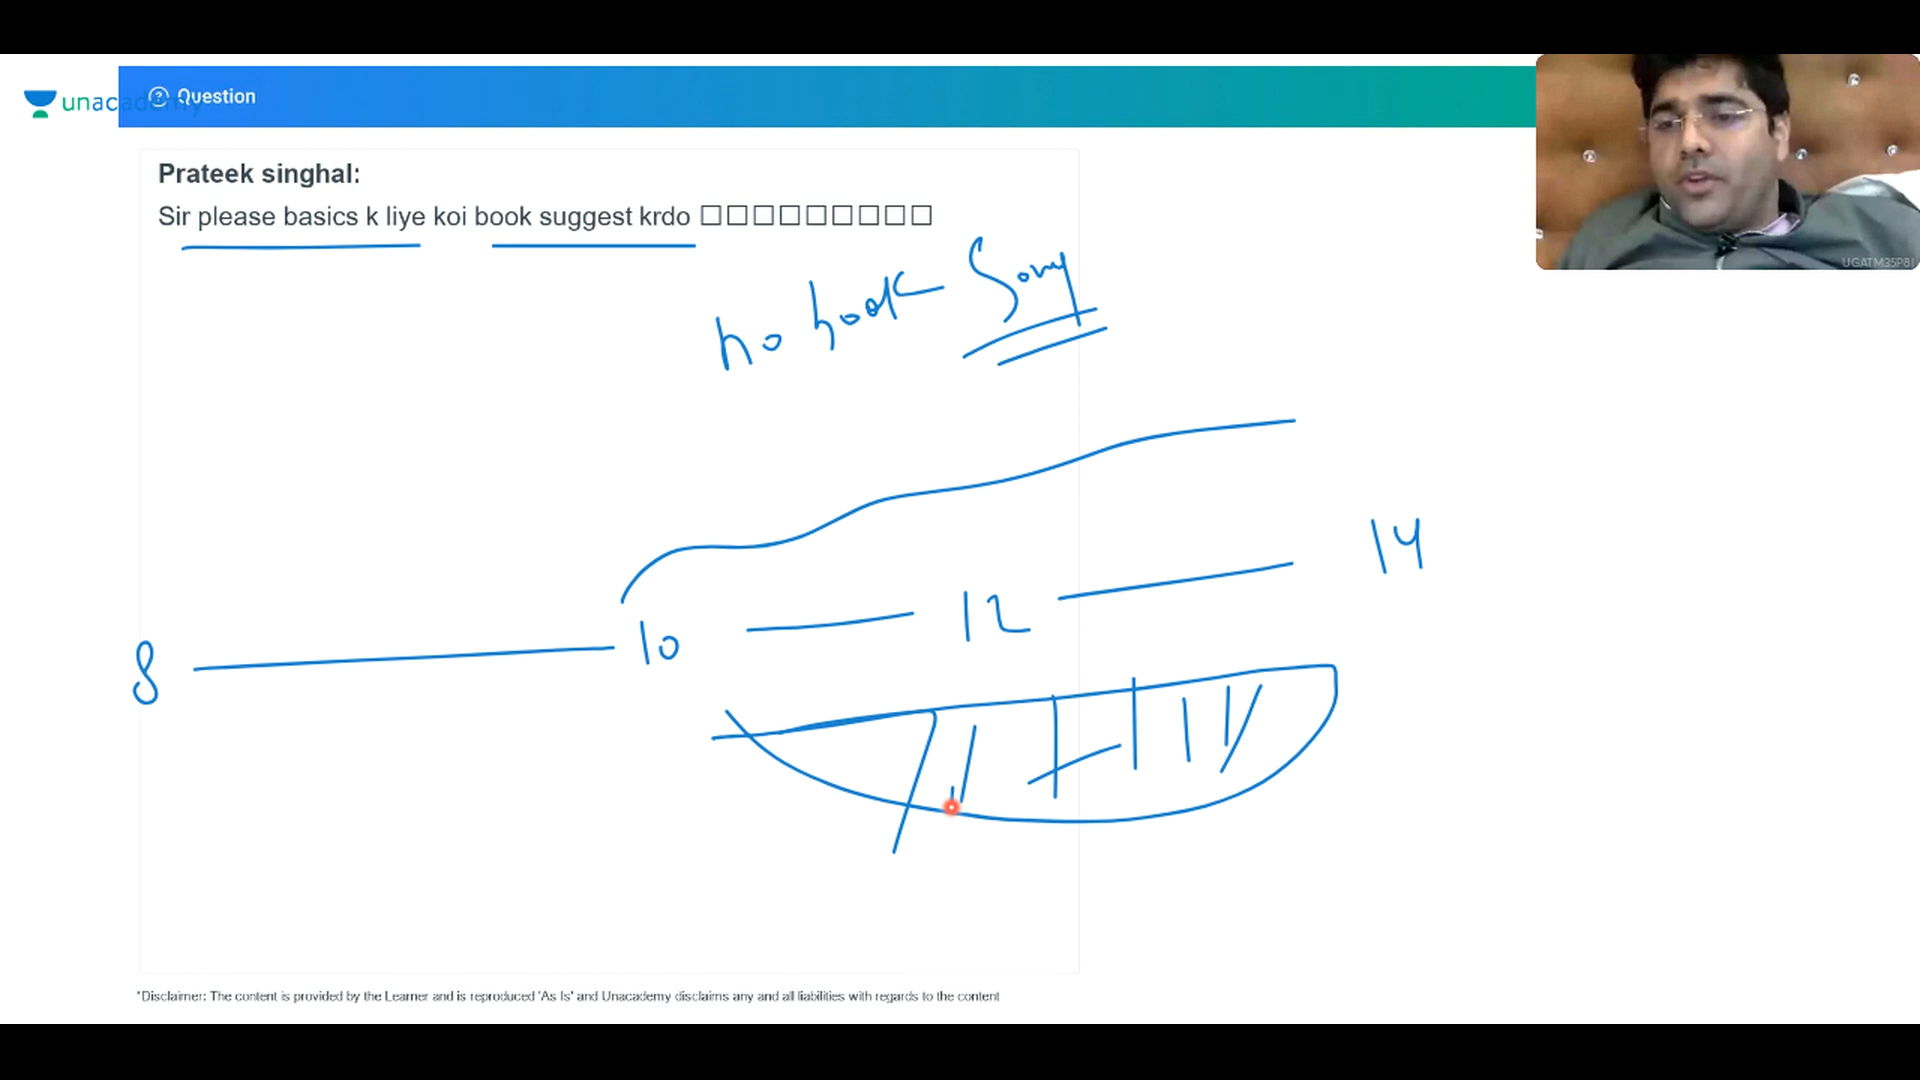 unacademy
Question
Prateek singhal:
Sir please basics k liye koi book suggest krdo □□□□□□□□□
no book Sorry
8 10 12 14
UGATM35P8I
*Disclaimer: The content is provided by the Learner and is reproduced 'As Is' and Unacademy disclaims any and all liabilities with regards to the content